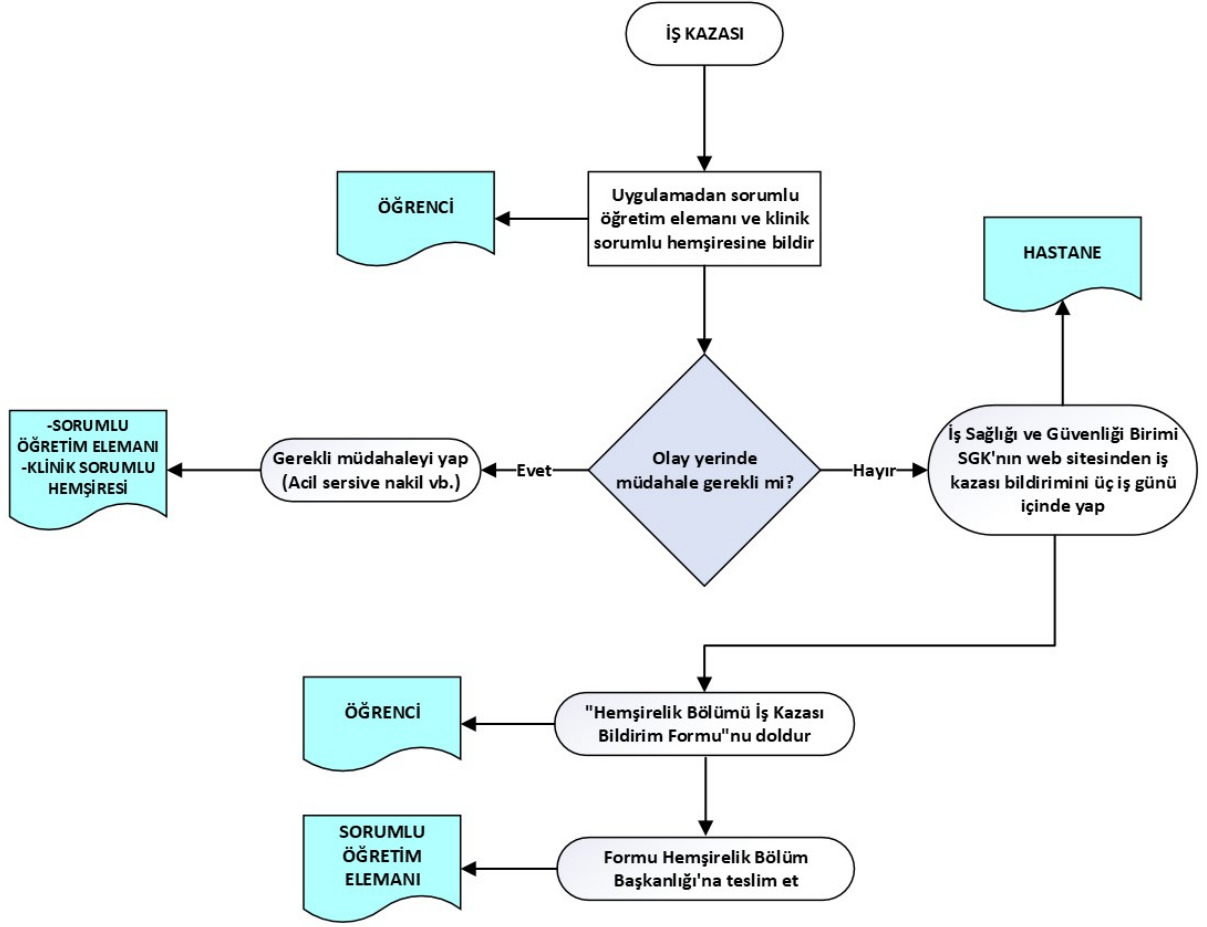 İŞ KAZASI
ÖĞRENCİ
Uygulamadan sorumlu
öğretim elemanı ve klinik
sorumlu hemşiresine bildir
HASTANE
-SORUMLU
ÖĞRETİM ELEMANI
-KLİNİK SORUMLU
HEMŞİRESİ
Gerekli müdahaleyi yap
(Acil sersive nakil vb.)
Evet
Olay yerinde
müdahale gerekli mi?
Hayır
İş Sağlığı ve Güvenliği Birimi
SGK'nın web sitesinden iş
kazası bildirimini üç iş günü
içinde yap
ÖĞRENCİ
"Hemşirelik Bölümü İş Kazası
Bildirim Formu"nu doldur
SORUMLU
ÖĞRETİM
ELEMANI
Formu Hemşirelik Bölüm
Başkanlığı'na teslim et